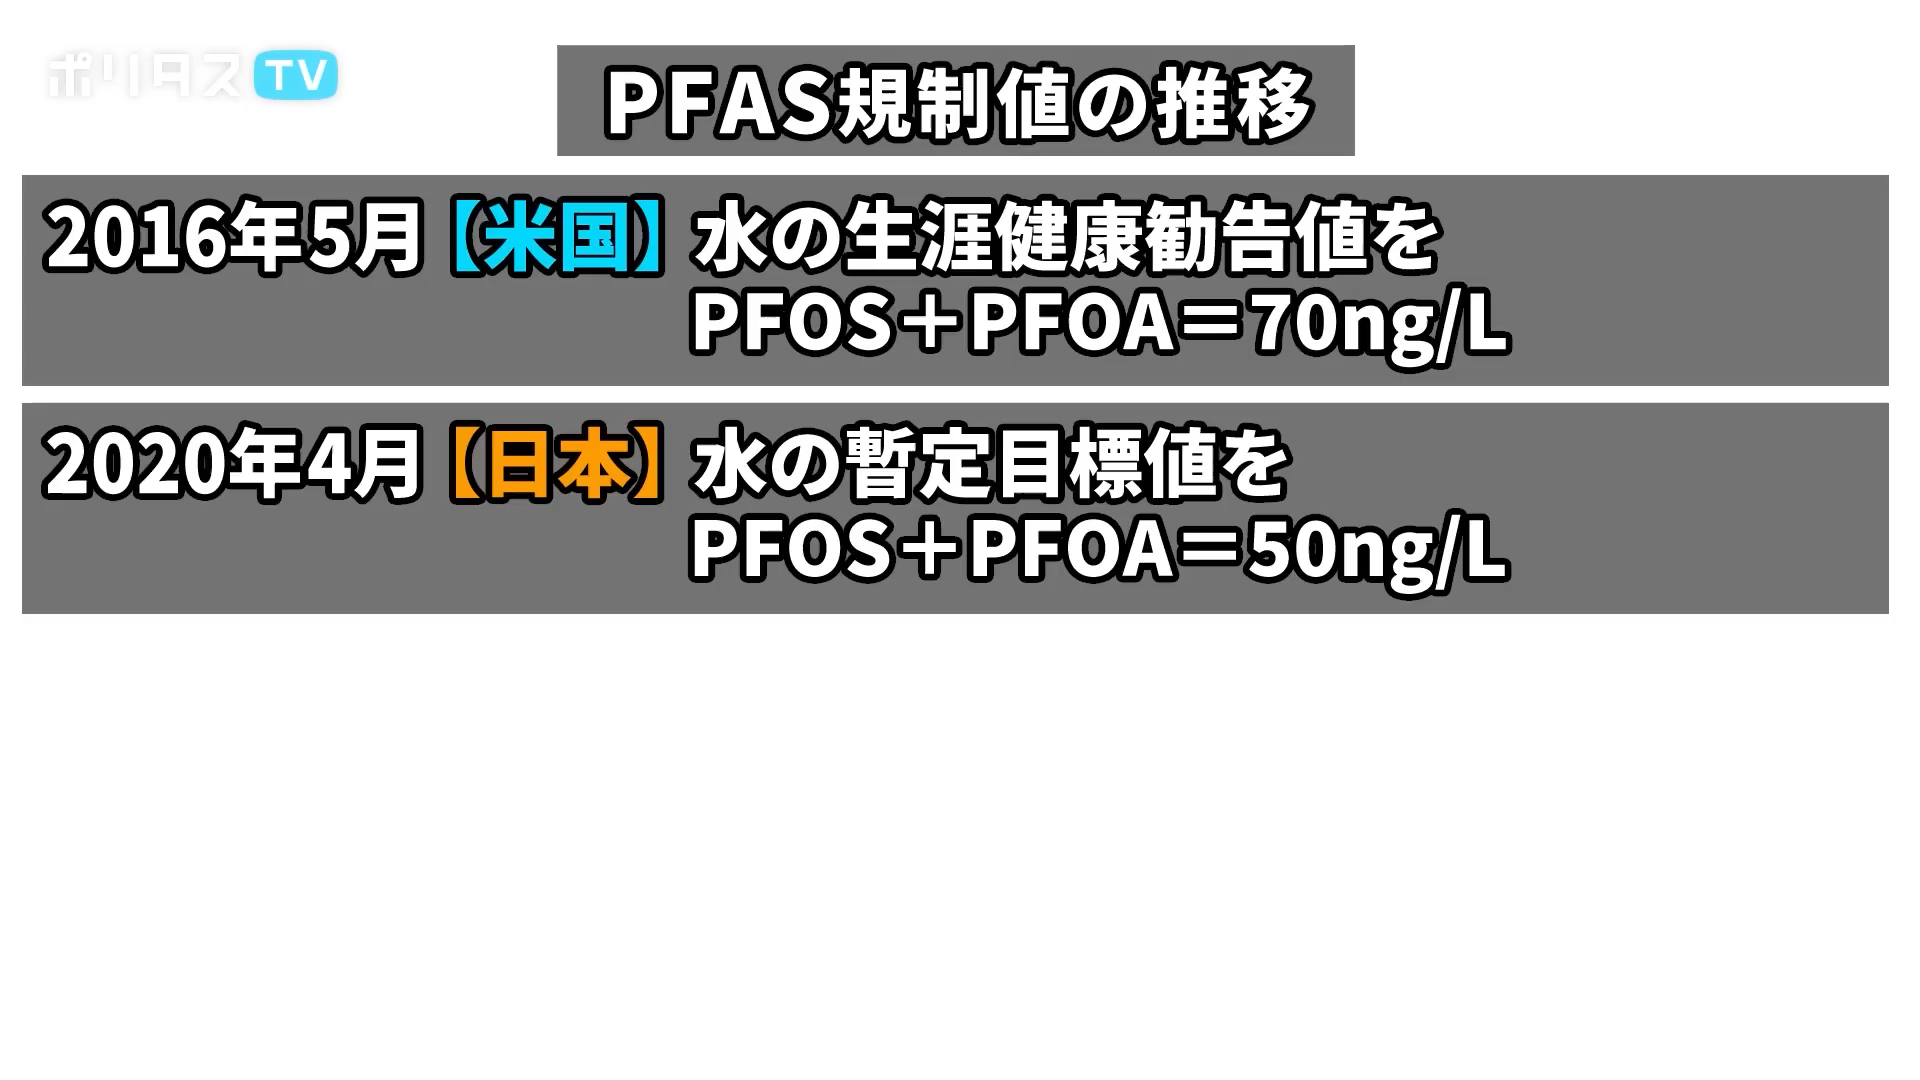 ポリタスTV
PFAS規制値の推移
2016年5月【米国】水の生涯健康勧告値を
PFOS＋PFOA＝70ng/L
2020年4月【日本】水の暫定目標値を
PFOS＋PFOA＝50ng/L